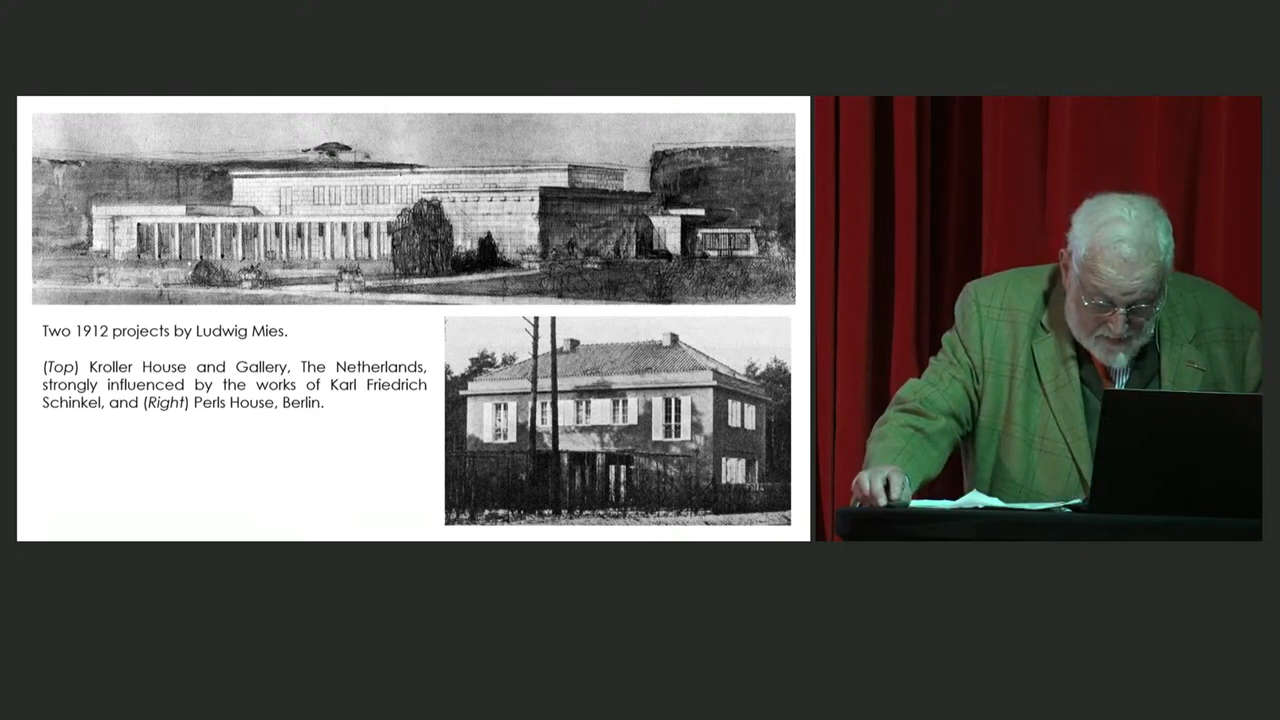 Two 1912 projects by Ludwig Mies.
(Top) Kroller House and Gallery, The Netherlands,
strongly influenced by the works of Karl Friedrich
Schinkel, and (Right) Perls House, Berlin.